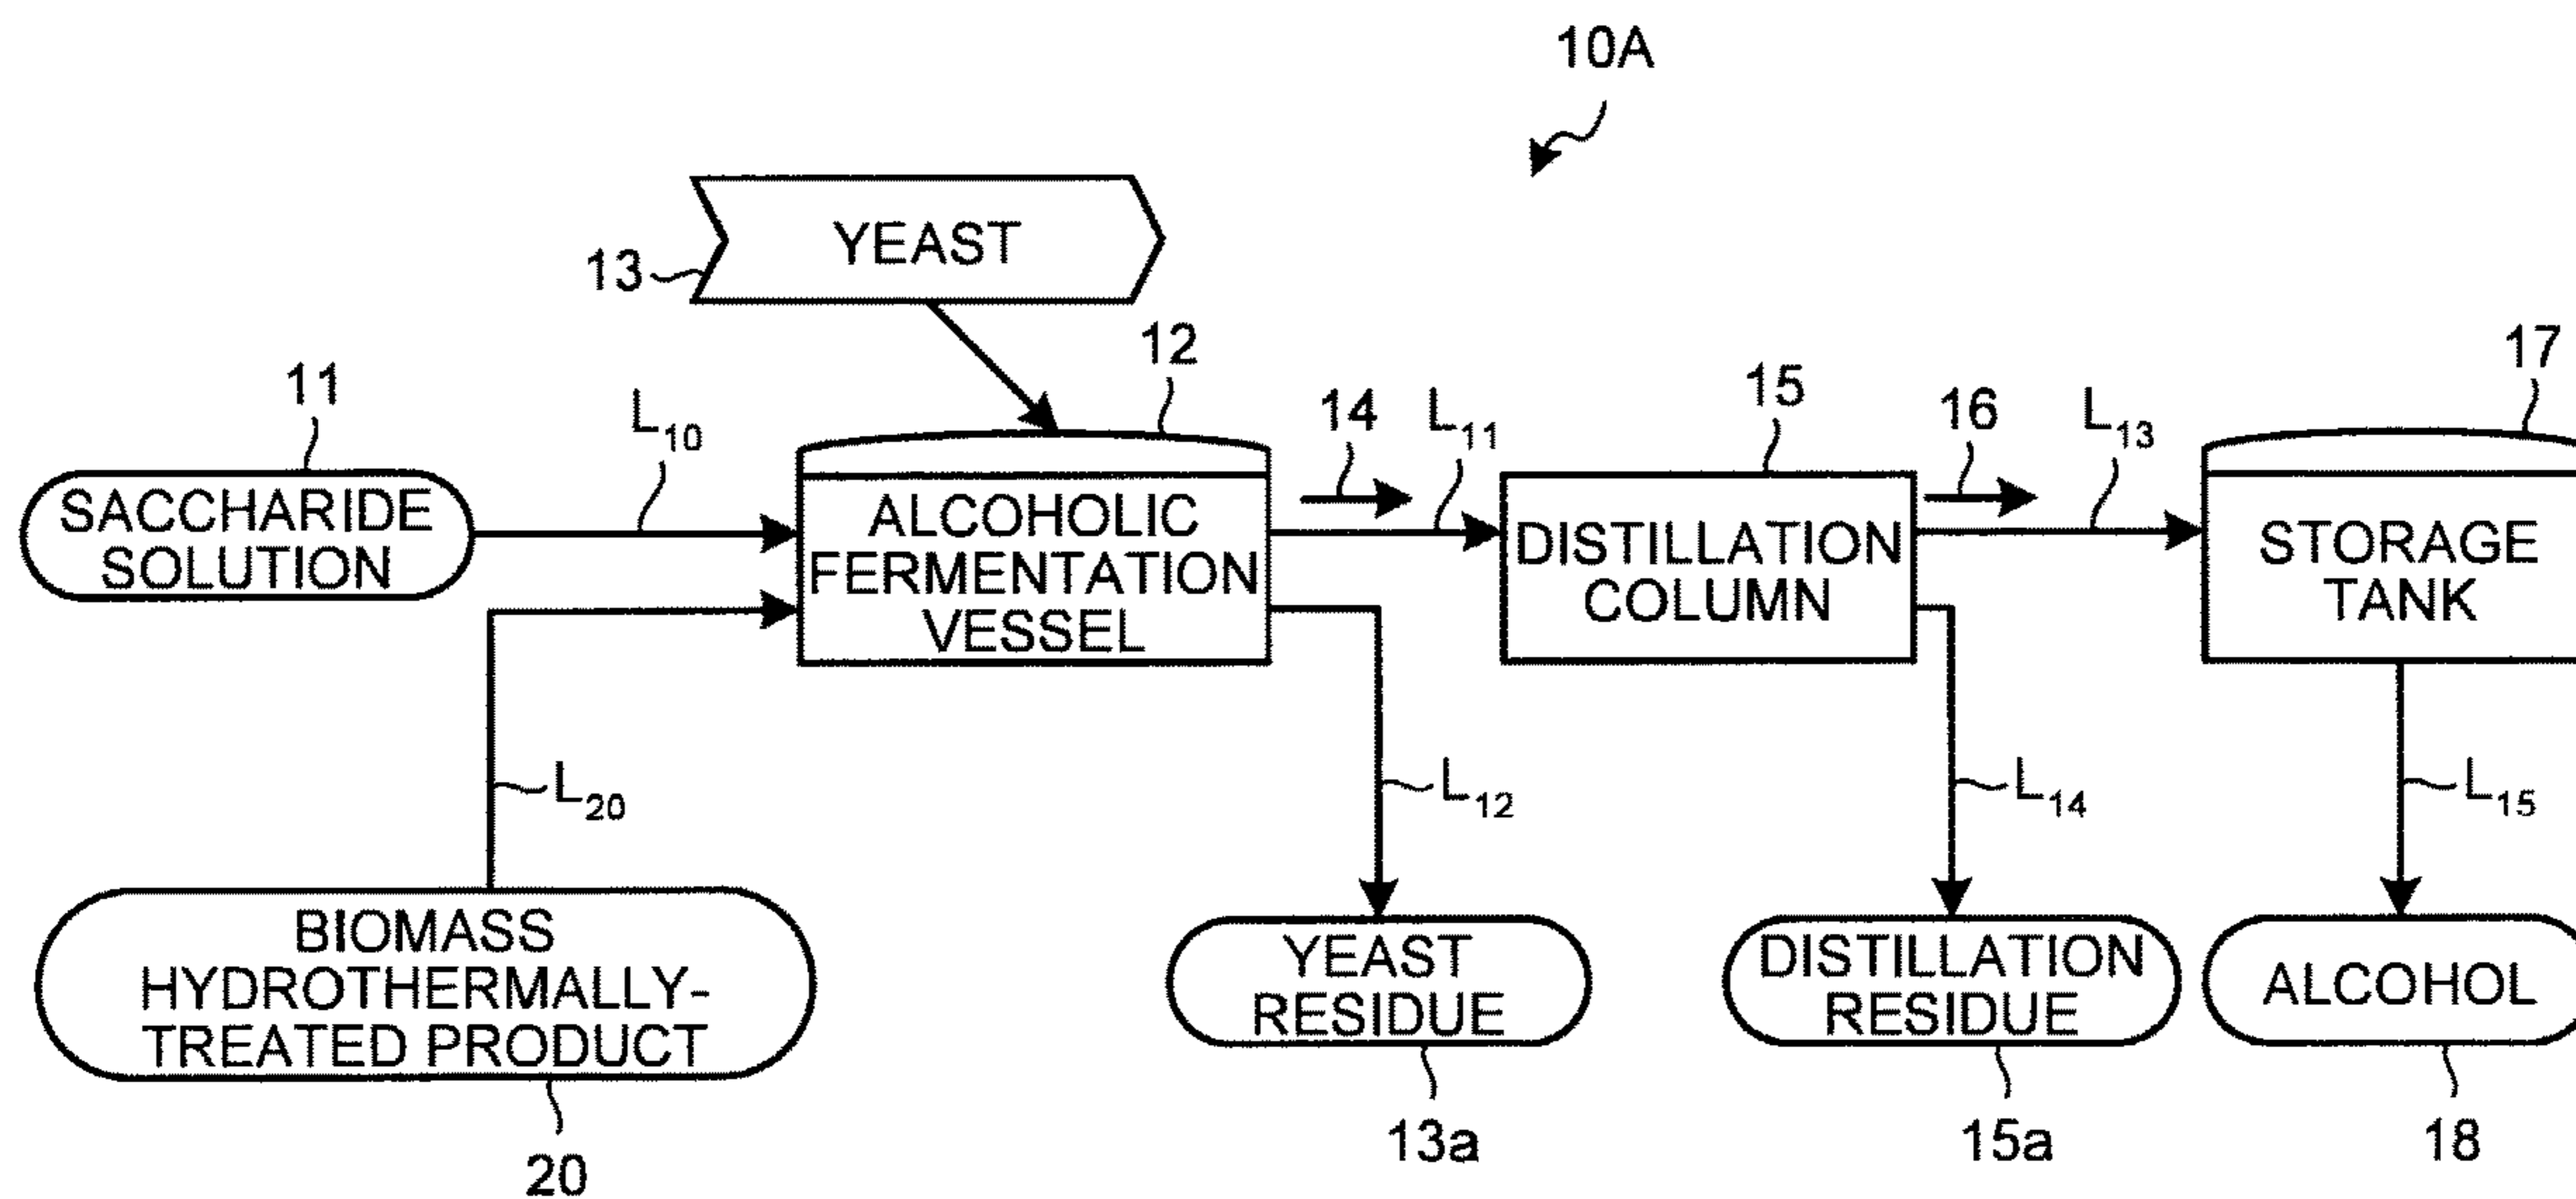 10A
YEAST
13
12
17
11
L10
14
L11
15
16
L13
SACCHARIDE
SOLUTION
ALCOHOLIC
FERMENTATION
VESSEL
DISTILLATION
COLUMN
STORAGE
TANK
L20
L12
L14
L15
BIOMASS
HYDROTHERMALLY-
TREATED PRODUCT
YEAST
RESIDUE
DISTILLATION
RESIDUE
ALCOHOL
20
13a
15a
18